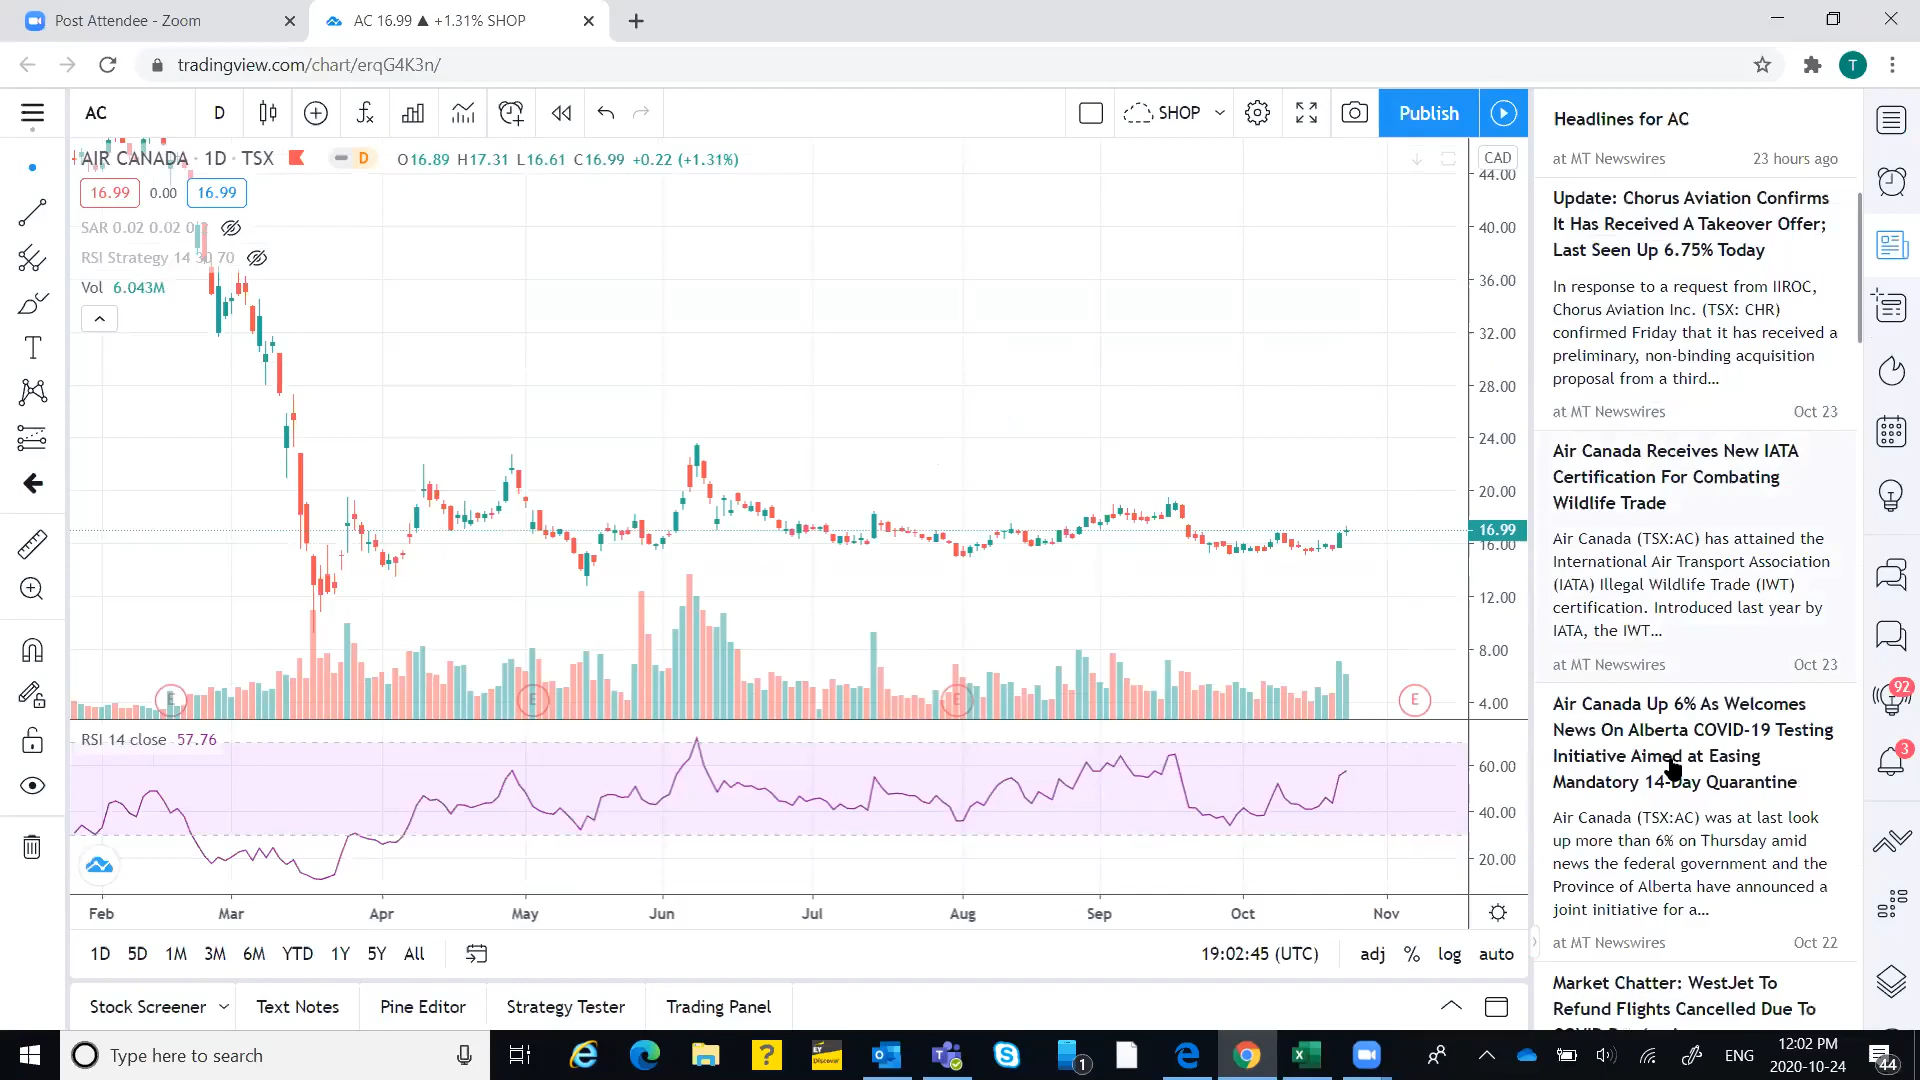 Post Attendee - Zoom
AC 16.99 ▲ +1.31% SHOP
tradingview.com/chart/erqG4K3n/
T
AC
D
SHOP
Publish
AIR CANADA · 1D · TSX
D
O16.89 H17.31 L16.61 C16.99 +0.22 (+1.31%)
16.99
0.00
16.99
SAR 0.02 0.02
RSI Strategy 14 30 70
Vol 6.043M
E
E
E
E
RSI 14 close 57.76
CAD
44.00
40.00
36.00
32.00
28.00
24.00
20.00
16.99
16.00
12.00
8.00
4.00
60.00
40.00
20.00
Feb
Mar
Apr
May
Jun
Jul
Aug
Sep
Oct
Nov
1D 5D 1M 3M 6M YTD 1Y 5Y All
19:02:45 (UTC)
adj % log auto
Stock Screener
Text Notes
Pine Editor
Strategy Tester
Trading Panel
Headlines for AC
at MT Newswires 23 hours ago
Update: Chorus Aviation Confirms
It Has Received A Takeover Offer;
Last Seen Up 6.75% Today
In response to a request from IIROC,
Chorus Aviation Inc. (TSX: CHR)
confirmed Friday that it has received a
preliminary, non-binding acquisition
proposal from a third...
at MT Newswires Oct 23
Air Canada Receives New IATA
Certification For Combating
Wildlife Trade
Air Canada (TSX:AC) has attained the
International Air Transport Association
(IATA) Illegal Wildlife Trade (IWT)
certification. Introduced last year by
IATA, the IWT...
at MT Newswires Oct 23
Air Canada Up 6% As Welcomes
News On Alberta COVID-19 Testing
Initiative Aimed at Easing
Mandatory 14-Day Quarantine
Air Canada (TSX:AC) was at last look
up more than 6% on Thursday amid
news the federal government and the
Province of Alberta have announced a
joint initiative for a...
at MT Newswires Oct 22
Market Chatter: WestJet To
Refund Flights Cancelled Due To
92
3
Type here to search
EY
Discover
1
ENG
12:02 PM
2020-10-24
44